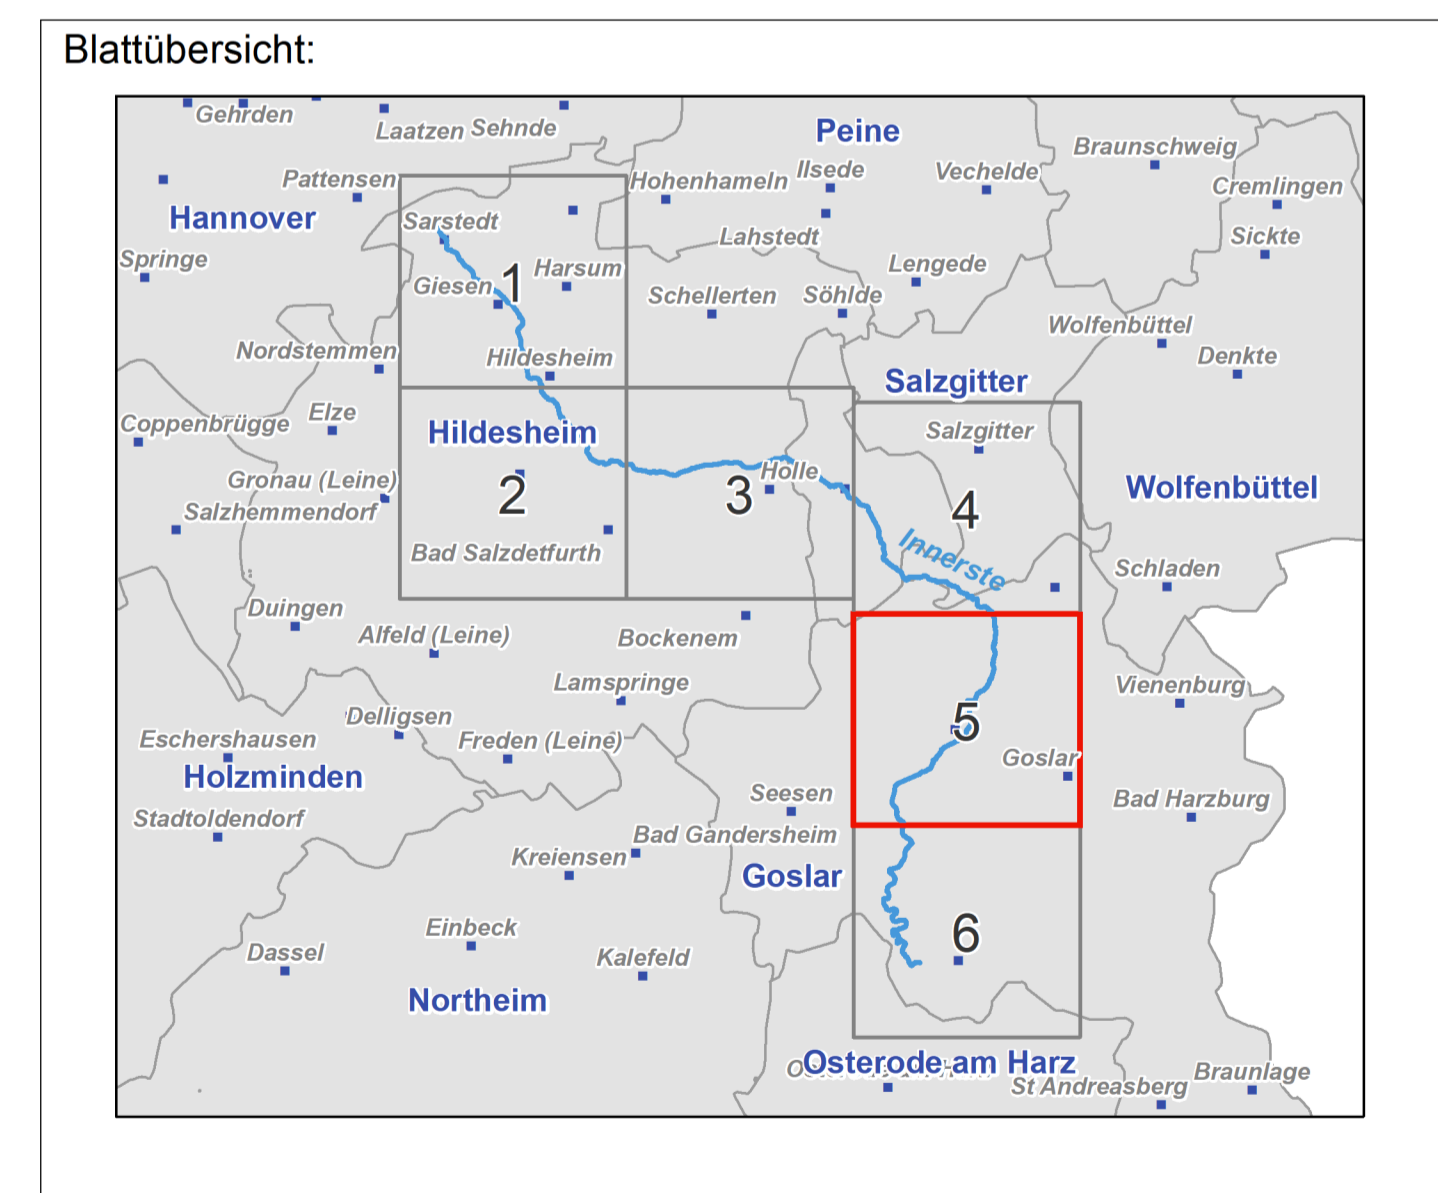 Blattübersicht:
Gehrden
Laatzen
Sehnde
Peine
Braunschweig
Pattensen
Hohenhameln
Ilsede
Vechelde
Cremlingen
Hannover
Sarstedt
Lahstedt
Sickte
Springe
Giesen
1
Harsum
Schellerten
Söhlde
Lengede
Wolfenbüttel
Nordstemmen
Hildesheim
Denkte
Salzgitter
Coppenbrügge
Elze
Hildesheim
Salzgitter
Gronau (Leine)
Holle
Wolfenbüttel
2
3
4
Salzhemmendorf
Bad Salzdetfurth
Innerste
Schladen
Duingen
Alfeld (Leine)
Bockenem
Lamspringe
Vienenburg
Delligsen
5
Eschershausen
Freden (Leine)
Goslar
Holzminden
Seesen
Bad Harzburg
Stadtoldendorf
Bad Gandersheim
Kreiensen
Goslar
Einbeck
6
Dassel
Kalefeld
Northeim
Osterode am Harz
St Andreasberg
Braunlage